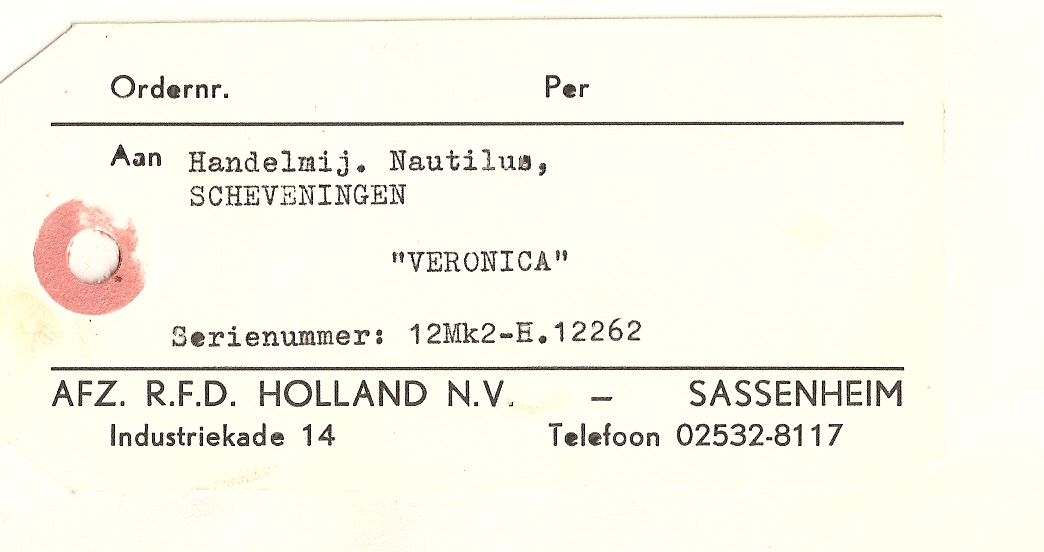 Ordernr. Per
Aan Handelmij. Nautilus,
SCHEVENINGEN
"VERONICA"
Serienummer: 12Mk2-H.12262
AFZ. R.F.D. HOLLAND N.V. – SASSENHEIM
Industriekade 14 Telefoon 02532-8117